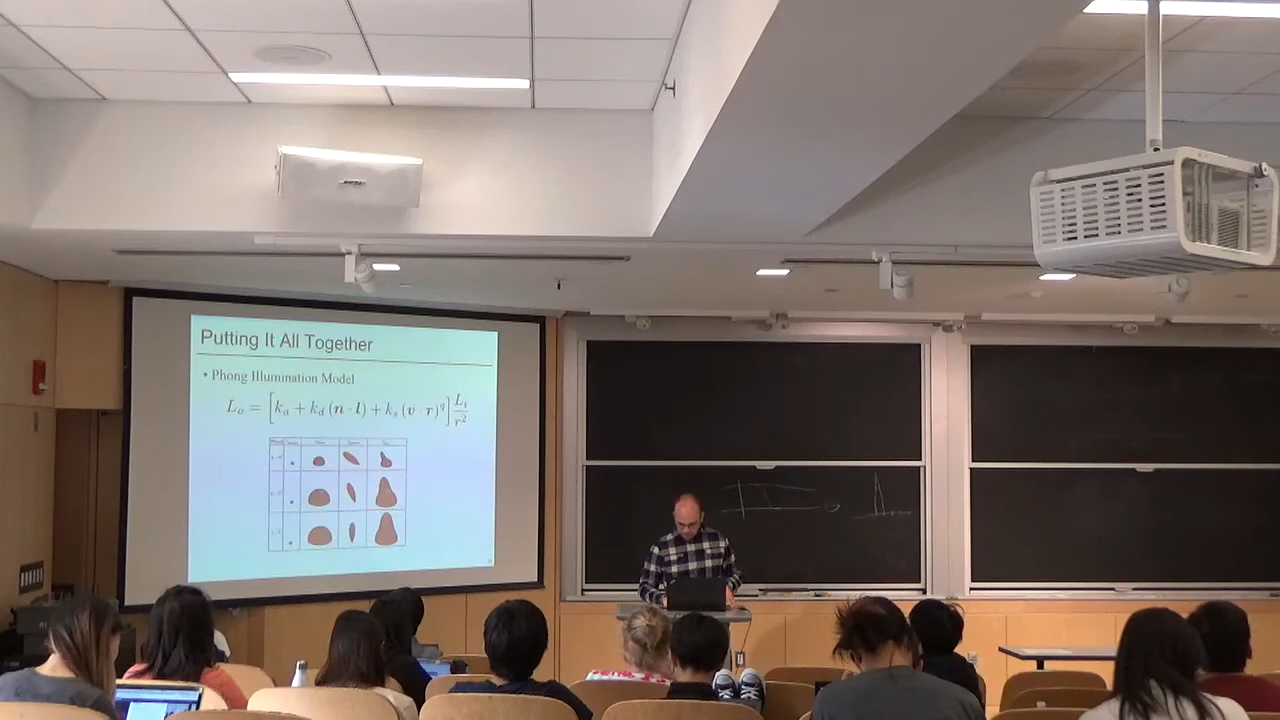 Putting It All Together
• Phong Illumination Model
L_o = [k_a + k_d (n · l) + k_s (v · r)^q] L_i / r^2